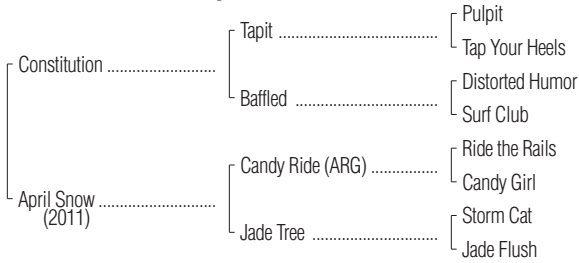 Pulpit
Tapit ................................
Tap Your Heels
Constitution ......................
Distorted Humor
Baffled ............................
Surf Club
Ride the Rails
Candy Ride (ARG) ..............
Candy Girl
April Snow ........................
(2011)
Storm Cat
Jade Tree ..........................
Jade Flush